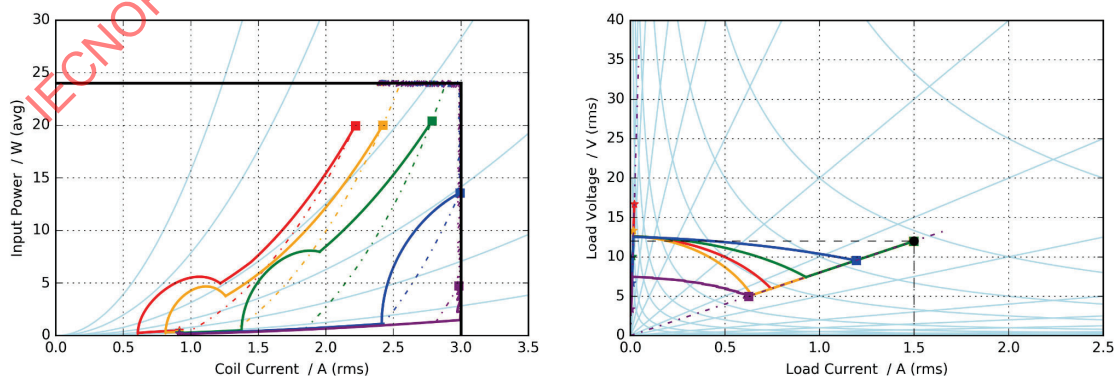 30
25
20
15
10
5
0
0.0 0.5 1.0 1.5 2.0 2.5 3.0 3.5
Input Power / W (avg)
Coil Current / A (rms)
IECNOR
40
35
30
25
20
15
10
5
0
0.0 0.5 1.0 1.5 2.0 2.5
Load Voltage / V (rms)
Load Current / A (rms)